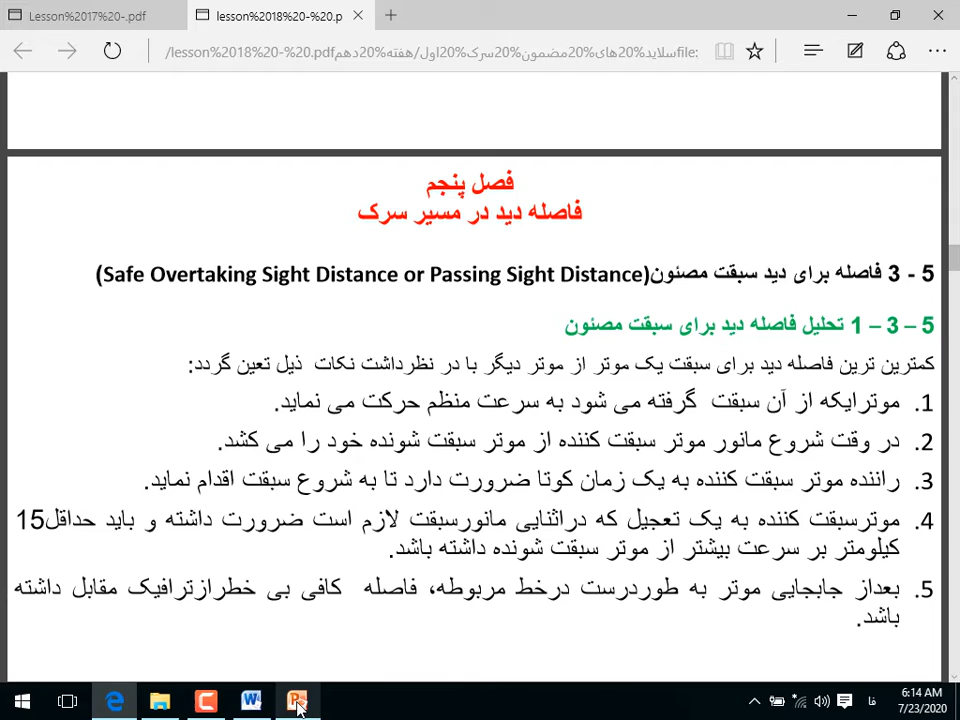 Lesson%2017%20-.pdf
lesson%2018%20-%20.p
file:سلاید%20های%20مضمون%20سرک%20اول/هفته%20دهم/lesson%2018%20-%20.pdf
فصل پنجم
فاصله دید در مسیر سرک
5 - 3 فاصله برای دید سبقت مصئون(Safe Overtaking Sight Distance or Passing Sight Distance)
5 – 3 – 1 تحلیل فاصله دید برای سبقت مصئون
کمترین ترین فاصله دید برای سبقت یک موتر از موتر دیگر با در نظرداشت نکات ذیل تعین گردد:
1. موترایکه از آن سبقت گرفته می شود به سرعت منظم حرکت می نماید.
2. در وقت شروع مانور موتر سبقت کننده از موتر سبقت شونده خود را می کشد.
3. راننده موتر سبقت کننده به یک زمان کوتا ضرورت دارد تا به شروع سبقت اقدام نماید.
4. موترسبقت کننده به یک تعجیل که دراثنایی مانورسبقت لازم است ضرورت داشته و باید حداقل15
کیلومتر بر سرعت بیشتر از موتر سبقت شونده داشته باشد.
5. بعداز جابجایی موتر به طوردرست درخط مربوطه، فاصله کافی بی خطرازترافیک مقابل داشته
باشد.
فا
6:14 AM
7/23/2020